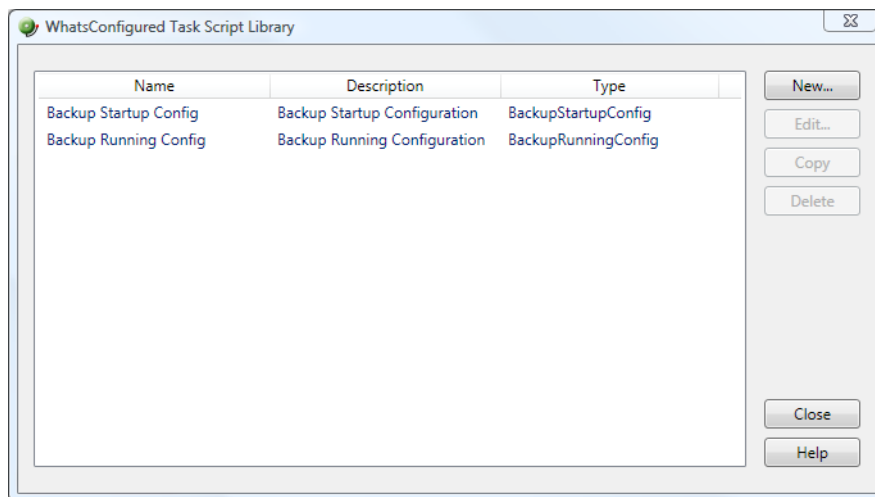 WhatsConfigured Task Script Library
Name Description Type
Backup Startup Config Backup Startup Configuration BackupStartupConfig
Backup Running Config Backup Running Configuration BackupRunningConfig
New...
Edit...
Copy
Delete
Close
Help